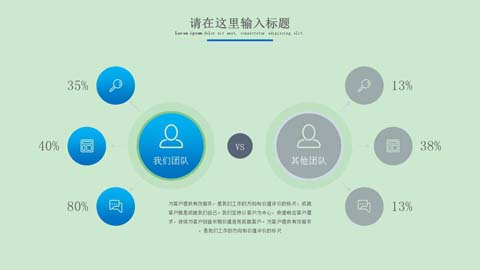 请在这里输入标题
Lorem ipsum dolor sit amet, consectetur adipiscing elit.
35%
13%
40%
我们团队
VS
其他团队
38%
80%
13%
为客户提供有效服务，是我们工作的方向和价值评价的标尺，成就
客户就是成就我们自己。我们坚持以客户为中心，快速响应客户需
求，持续为客户创造长期价值进而成就客户。为客户提供有效服务
，是我们工作的方向和价值评价的标尺